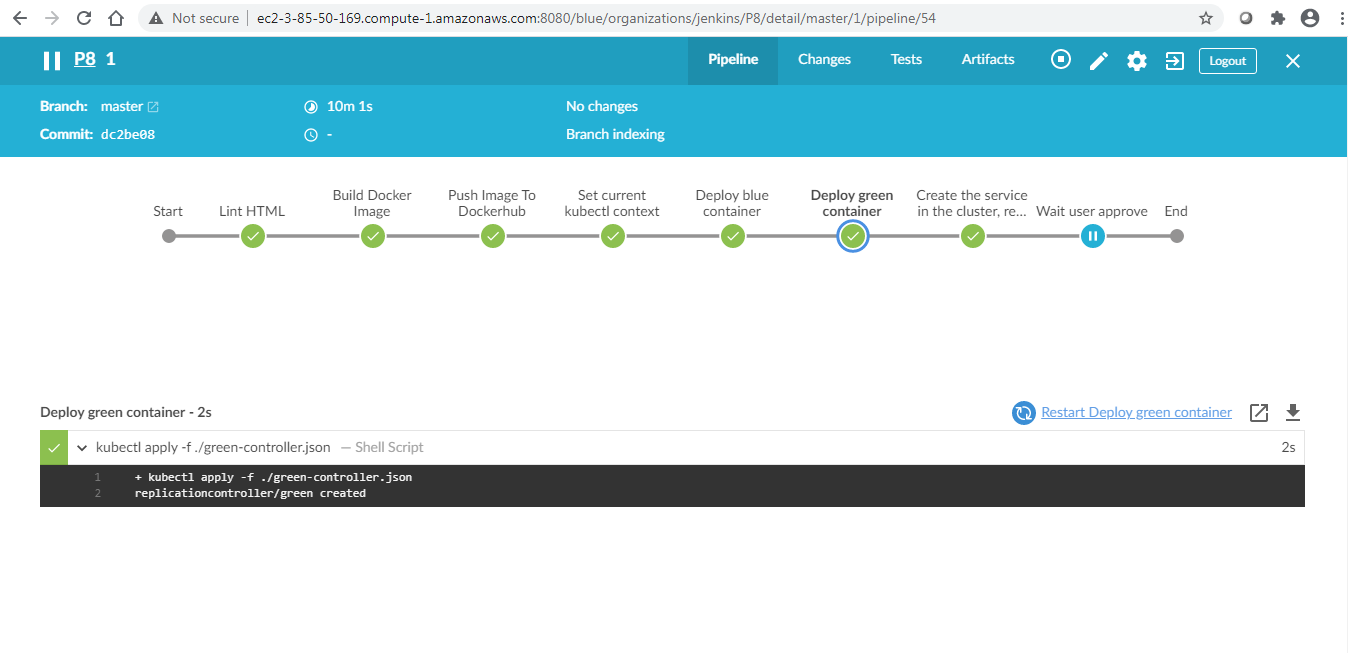 Not secure | ec2-3-85-50-169.compute-1.amazonaws.com:8080/blue/organizations/jenkins/P8/detail/master/1/pipeline/54
P8 1
Pipeline Changes Tests Artifacts Logout
Branch: master 10m 1s No changes
Commit: dc2be08 - Branch indexing
Start
Lint HTML
Build Docker
Image
Push Image To
Dockerhub
Set current
kubectl context
Deploy blue
container
Deploy green
container
Create the service
in the cluster, re...
Wait user approve
End
Deploy green container - 2s
Restart Deploy green container
kubectl apply -f ./green-controller.json — Shell Script 2s
1 + kubectl apply -f ./green-controller.json
2 replicationcontroller/green created